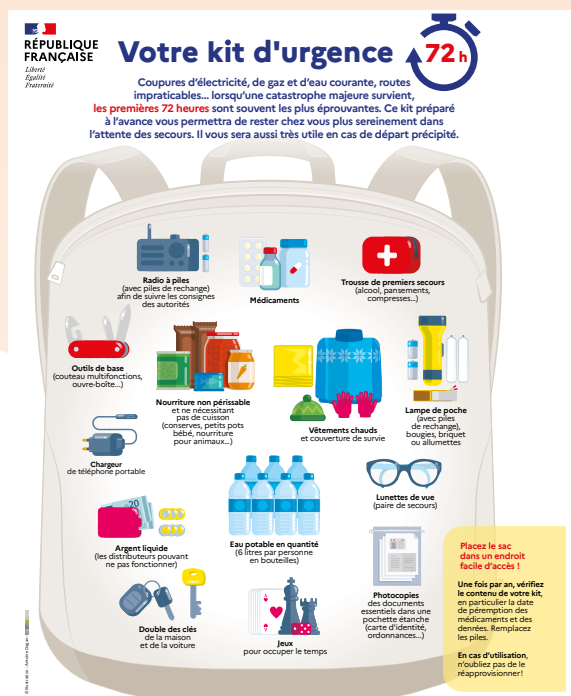 RÉPUBLIQUE
FRANÇAISE
Liberté
Égalité
Fraternité
Votre kit d'urgence
72 h
Coupures d'électricité, de gaz et d'eau courante, routes
impraticables... lorsqu'une catastrophe majeure survient,
les premières 72 heures sont souvent les plus éprouvantes. Ce kit préparé
à l'avance vous permettra de rester chez vous plus sereinement dans
l'attente des secours. Il vous sera aussi très utile en cas de départ précipité.
Radio à piles
(avec piles de rechange)
afin de suivre les consignes
des autorités
Médicaments
Trousse de premiers secours
(alcool, pansements,
compresses...)
Outils de base
(couteau multifonctions,
ouvre-boîte...)
Nourriture non périssable
et ne nécessitant
pas de cuisson
(conserves, petits pots
bébé, nourriture
pour animaux...)
Vêtements chauds
et couverture de survie
Lampe de poche
(avec piles
de rechange),
bougies, briquet
ou allumettes
Chargeur
de téléphone portable
Lunettes de vue
(paire de secours)
20
Argent liquide
(les distributeurs pouvant
ne pas fonctionner)
Eau potable en quantité
(6 litres par personne
en bouteilles)
Photocopies
des documents
essentiels dans une
pochette étanche
(carte d'identité,
ordonnances...)
Double des clés
de la maison
et de la voiture
A
Jeux
pour occuper le temps
Placez le sac
dans un endroit
facile d'accès !
Une fois par an, vérifiez
le contenu de votre kit,
en particulier la date
de péremption des
médicaments et des
denrées. Remplacez
les piles.
En cas d'utilisation,
n'oubliez pas de le
réapprovisionner!